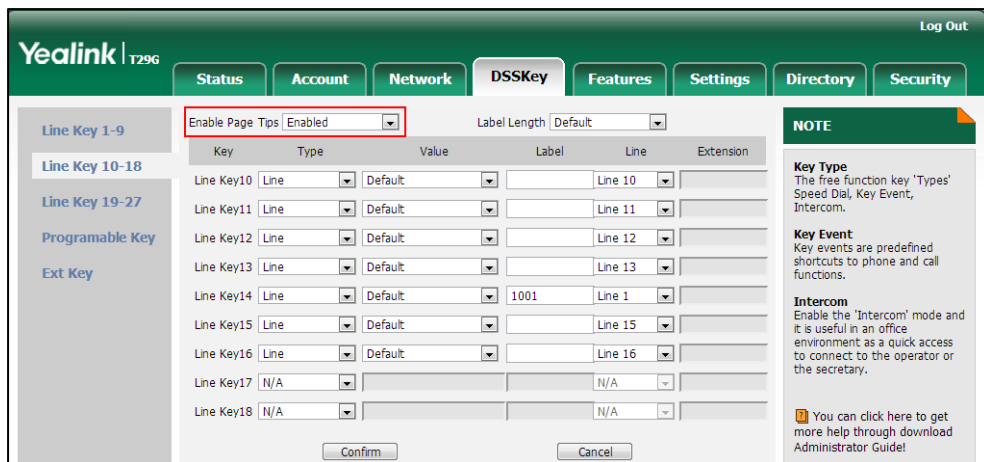 Log Out
Yealink T29G
Status Account Network DSSKey Features Settings Directory Security
Line Key 1-9
Line Key 10-18
Line Key 19-27
Programable Key
Ext Key
Enable Page Tips Enabled Label Length Default
Key Type Value Label Line Extension
Line Key10 Line Default Line 10
Line Key11 Line Default Line 11
Line Key12 Line Default Line 12
Line Key13 Line Default Line 13
Line Key14 Line Default 1001 Line 1
Line Key15 Line Default Line 15
Line Key16 Line Default Line 16
Line Key17 N/A N/A
Line Key18 N/A N/A
Confirm Cancel
NOTE
Key Type
The free function key 'Types'
Speed Dial, Key Event,
Intercom.
Key Event
Key events are predefined
shortcuts to phone and call
functions.
Intercom
Enable the 'Intercom' mode and
it is useful in an office
environment as a quick access
to connect to the operator or
the secretary.
You can click here to get
more help through download
Administrator Guide!